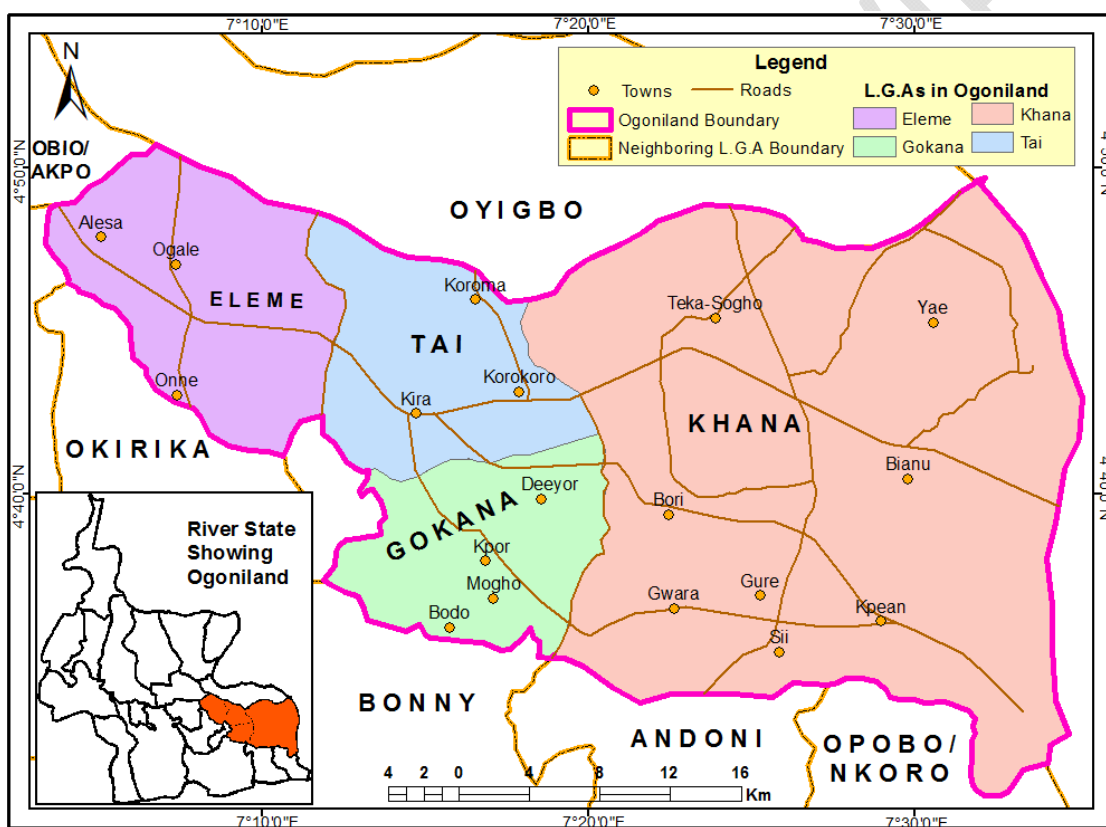 7°10'0"E 7°20'0"E 7°30'0"E
N
Legend
Towns Roads
Ogoniland Boundary
Neighboring L.G.A Boundary
L.G.As in Ogoniland
Eleme Khana
Gokana Tai
OBIO/
AKPO
4°50'0"N
OYIGBO
Alesa
Ogale
ELEME
Koroma
Teka-Sogho
Yae
TAI
Onne
Kira
Korokoro
KHANA
OKIRIKA
Bianu
4°40'0"N
4°40'0"N
Deeyor
Bori
GOKANA
Kpor
Mogho
Bodo
Gwara
Gure
Kpean
Sii
River State
Showing
Ogoniland
BONNY
ANDONI
OPOBO/
NKORO
4 2 0 4 8 12 16
Km
7°10'0"E 7°20'0"E 7°30'0"E